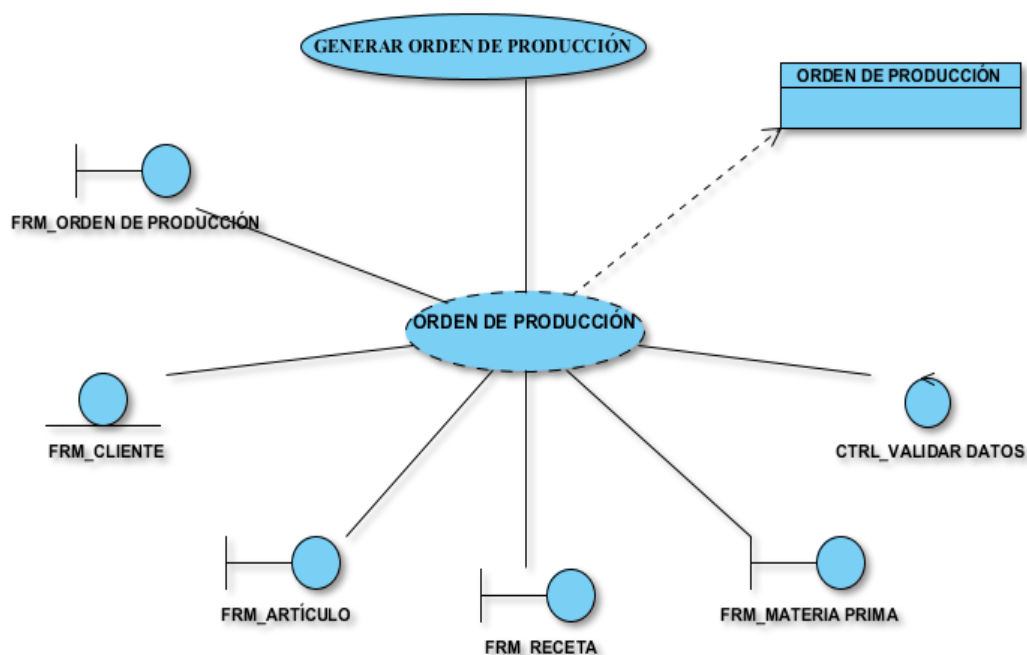 GENERAR ORDEN DE PRODUCCIÓN
ORDEN DE PRODUCCIÓN
FRM_ORDEN DE PRODUCCIÓN
ORDEN DE PRODUCCIÓN
FRM_CLIENTE
CTRL_VALIDAR DATOS
FRM_ARTÍCULO
FRM_MATERIA PRIMA
FRM_RECETA